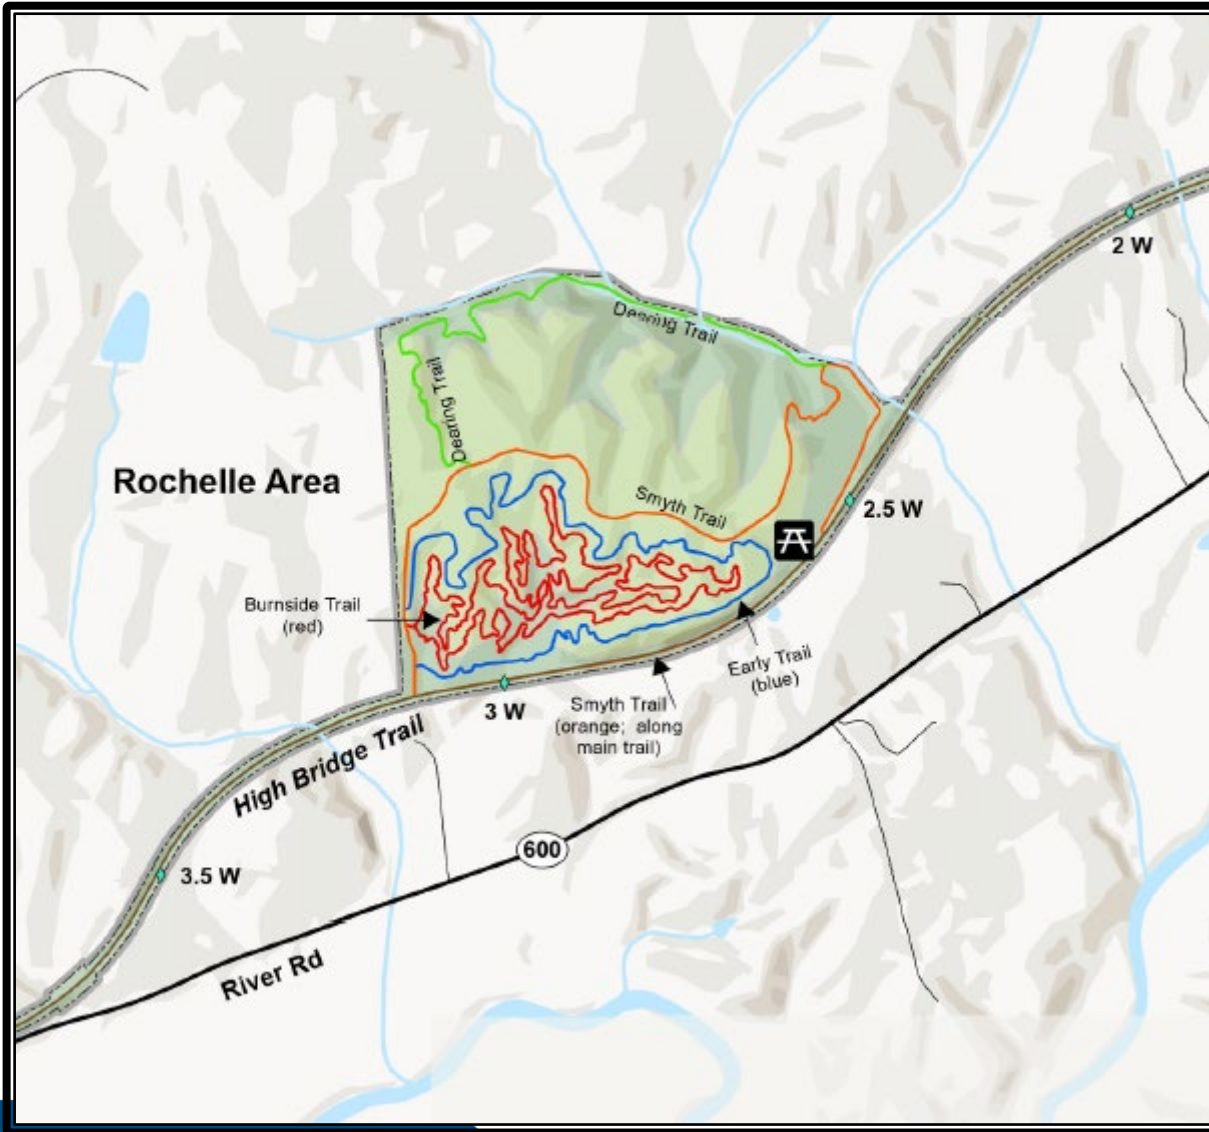 2 W
Dearing Trail
Dearing Trail
Rochelle Area
Smyth Trail
2.5 W
Burnside Trail
(red)
Early Trail
(blue)
Smyth Trail
(orange; along
main trail)
3 W
High Bridge Trail
600
3.5 W
River Rd